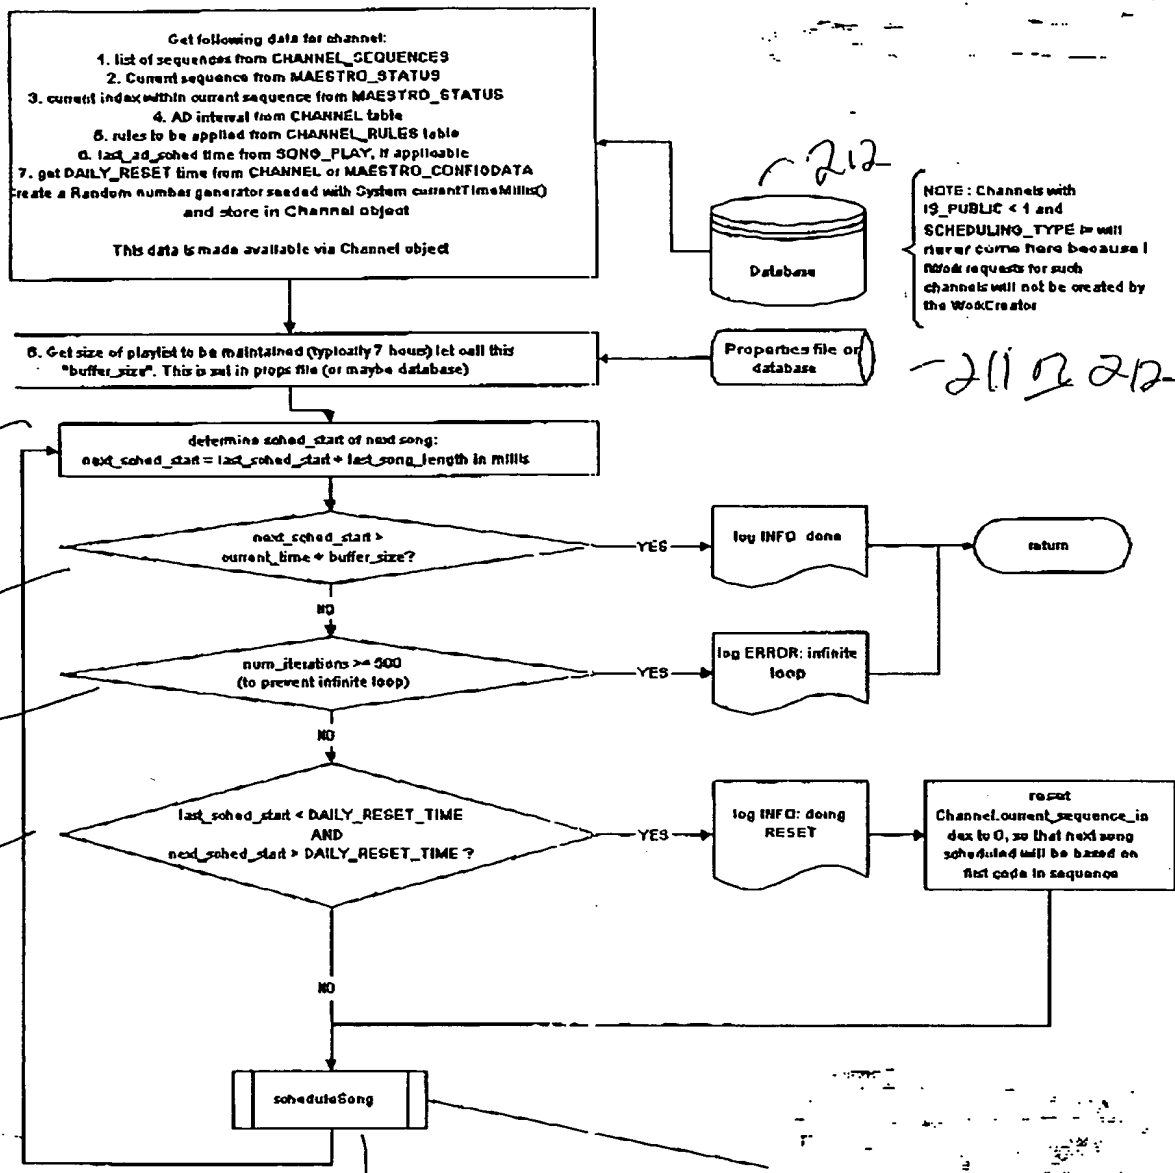 Get following data for channel:
1. list of sequences from CHANNEL_SEQUENCES
2. Current sequence from MAESTRO_STATUS
3. current index within current sequence from MAESTRO_STATUS
4. AD interval from CHANNEL table
5. rules to be applied from CHANNEL_RULES table
6. last_ad_sched time from SONG_PLAY, if applicable
7. get DAILY_RESET time from CHANNEL or MAESTRO_CONFIGDATA
Create a Random number generator seeded with System currentTimeMillis()
and store in Channel object
This data is made available via Channel object
212
Database
NOTE : Channels with
IS_PUBLIC < 1 and
SCHEDULING_TYPE != will
never come here because
Work requests for such
channels will not be created by
the WorkCreator
8. Get size of playlist to be maintained (typically 7 hours) let call this
"buffer_size". This is set in props file (or maybe database)
Properties file or
database
211 or 212
determine sched_start of next song:
next_sched_start = last_sched_start + last_song_length in millis
next_sched_start >
current_time + buffer_size?
YES
log INFO done
return
NO
num_iterations >= 500
(to prevent infinite loop)
YES
log ERROR: infinite
loop
NO
last_sched_start < DAILY_RESET_TIME
AND
next_sched_start > DAILY_RESET_TIME ?
YES
log INFO: doing
RESET
reset
Channel.current_sequence_in
dex to 0, so that next song
scheduled will be based on
first code in sequence
NO
scheduleSong